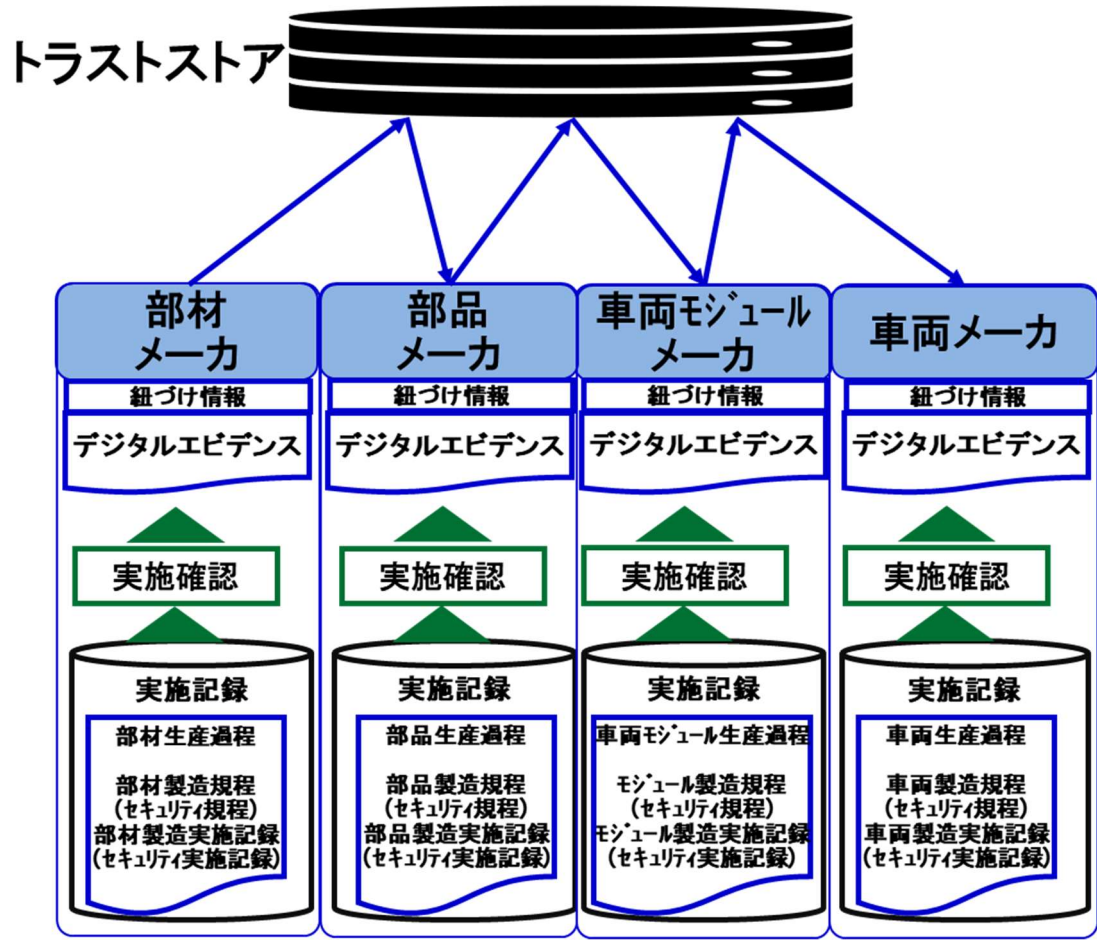 トラストストア
部材
メーカ
紐づけ情報
デジタルエビデンス
実施確認
実施記録
部材生産過程
部材製造規程
(セキュリティ規程)
部材製造実施記録
(セキュリティ実施記録)
部品
メーカ
紐づけ情報
デジタルエビデンス
実施確認
実施記録
部品生産過程
部品製造規程
(セキュリティ規程)
部品製造実施記録
(セキュリティ実施記録)
車両ﾓｼﾞｭｰﾙ
メーカ
紐づけ情報
デジタルエビデンス
実施確認
実施記録
車両ﾓｼﾞｭｰﾙ生産過程
ﾓｼﾞｭｰﾙ製造規程
(セキュリティ規程)
ﾓｼﾞｭｰﾙ製造実施記録
(セキュリティ実施記録)
車両メーカ
紐づけ情報
デジタルエビデンス
実施確認
実施記録
車両生産過程
車両製造規程
(セキュリティ規程)
車両製造実施記録
(セキュリティ実施記録)